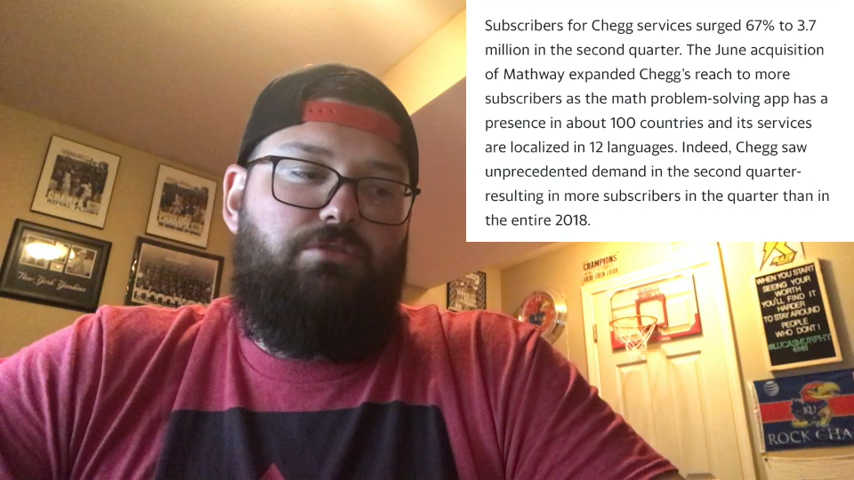 Subscribers for Chegg services surged 67% to 3.7
million in the second quarter. The June acquisition
of Mathway expanded Chegg’s reach to more
subscribers as the math problem-solving app has a
presence in about 100 countries and its services
are localized in 12 languages. Indeed, Chegg saw
unprecedented demand in the second quarter-
resulting in more subscribers in the quarter than in
the entire 2018.
New York Yankees
CHAMPIONS
WHEN YOU START
SEEING YOUR
WORTH
YOU'LL FIND IT
HARDER
TO STAY AROUND
PEOPLE
WHO DON'T!
@LUCASMURPHY
AT&T
KU
ROCK CHA